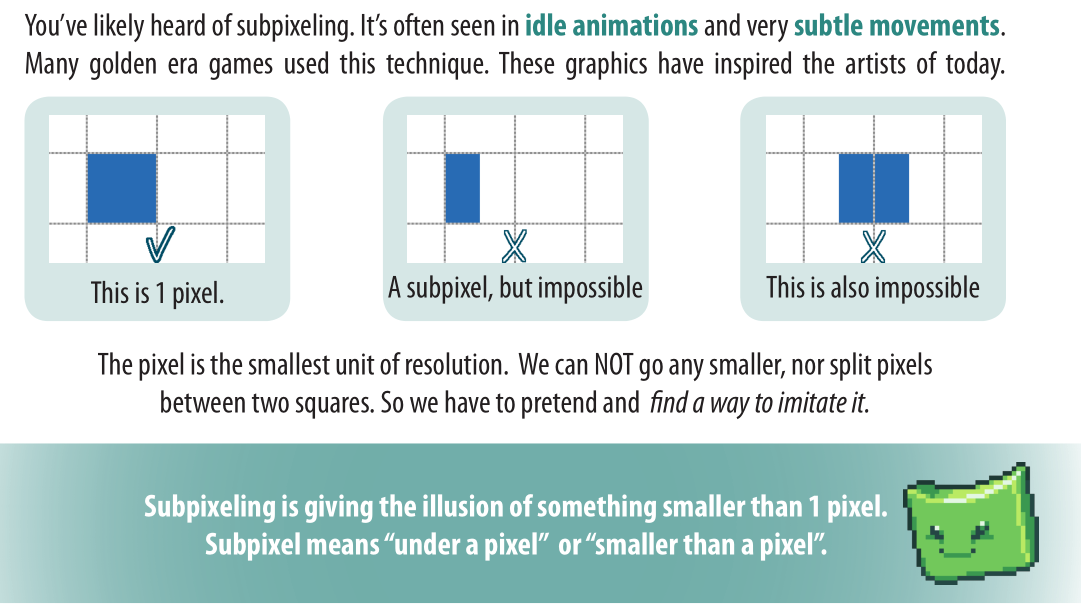 You’ve likely heard of subpixeling. It’s often seen in idle animations and very subtle movements.
Many golden era games used this technique. These graphics have inspired the artists of today.
This is 1 pixel.
A subpixel, but impossible
This is also impossible
The pixel is the smallest unit of resolution. We can NOT go any smaller, nor split pixels
between two squares. So we have to pretend and find a way to imitate it.
Subpixeling is giving the illusion of something smaller than 1 pixel.
Subpixel means “under a pixel” or “smaller than a pixel”.